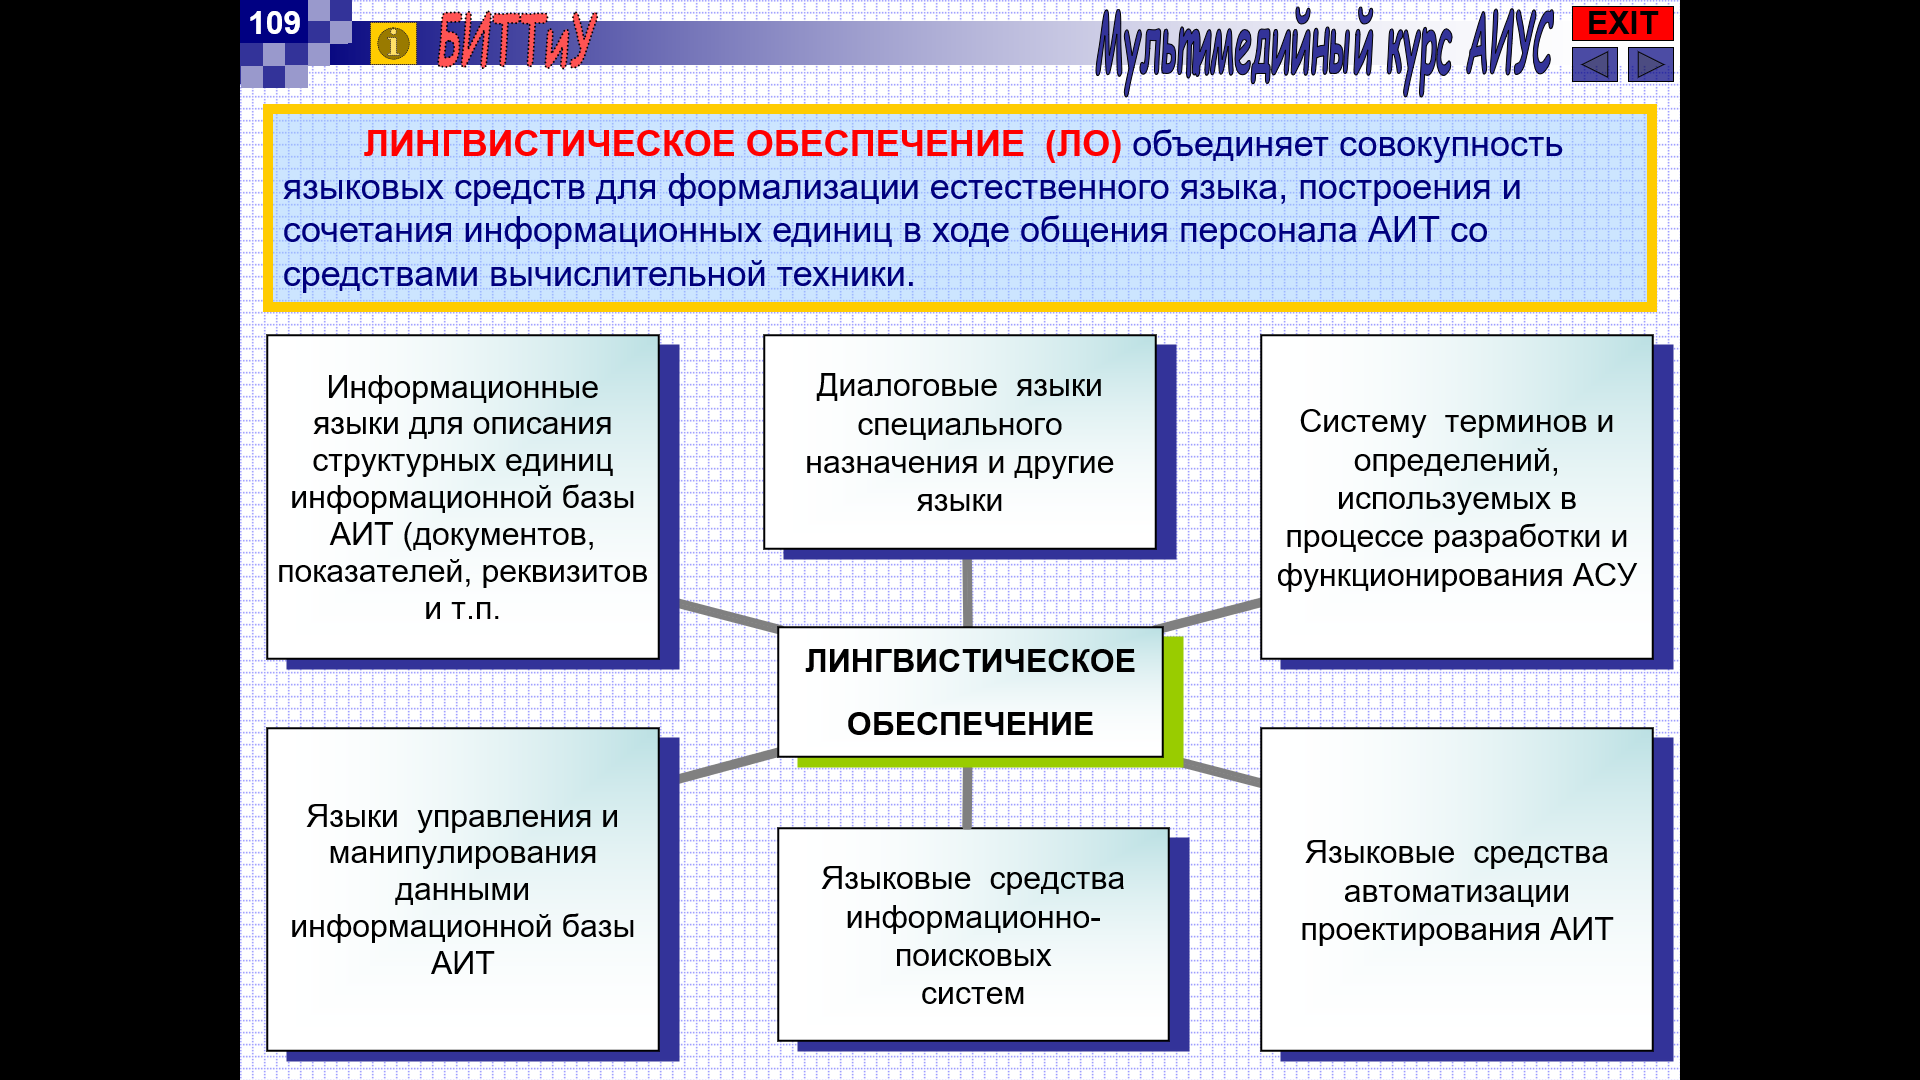 109
БИТТиУ
Мультимедийный курс АИУС
EXIT
ЛИНГВИСТИЧЕСКОЕ ОБЕСПЕЧЕНИЕ (ЛО) объединяет совокупность
языковых средств для формализации естественного языка, построения и
сочетания информационных единиц в ходе общения персонала АИТ со
средствами вычислительной техники.
Информационные
языки для описания
структурных единиц
информационной базы
АИТ (документов,
показателей, реквизитов
и т.п.
Диалоговые языки
специального
назначения и другие
языки
Систему терминов и
определений,
используемых в
процессе разработки и
функционирования АСУ
ЛИНГВИСТИЧЕСКОЕ
ОБЕСПЕЧЕНИЕ
Языки управления и
манипулирования
данными
информационной базы
АИТ
Языковые средства
информационно-
поисковых
систем
Языковые средства
автоматизации
проектирования АИТ